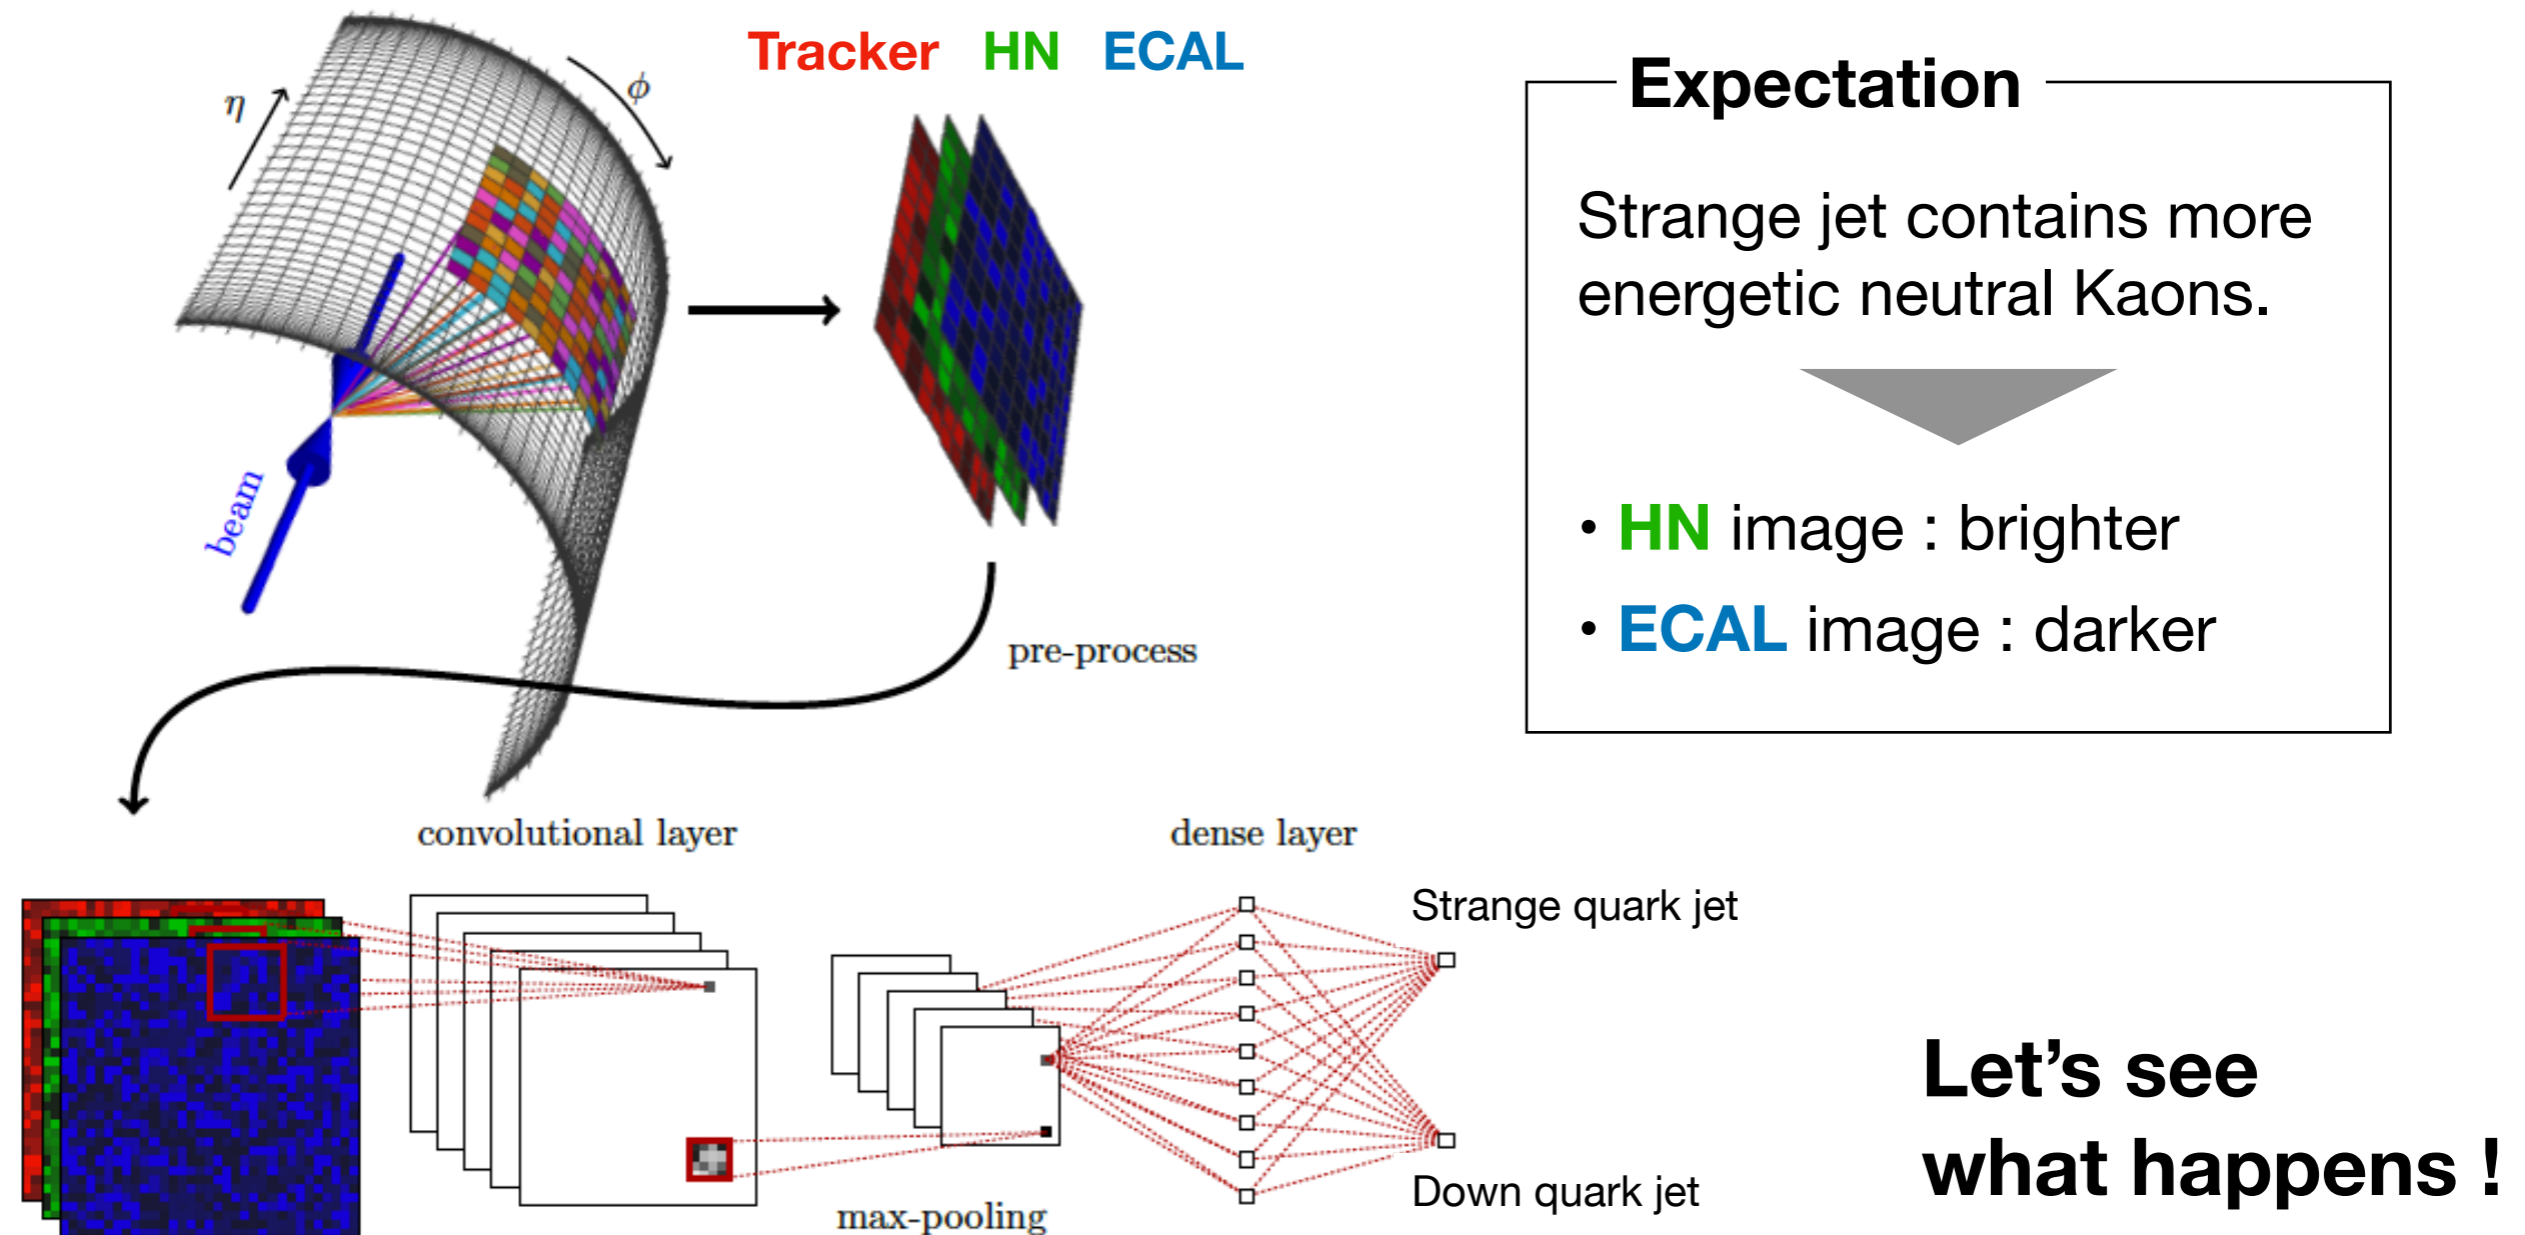 Tracker HN ECAL
η
ϕ
beam
pre-process
Expectation
Strange jet contains more
energetic neutral Kaons.
• HN image : brighter
• ECAL image : darker
convolutional layer
dense layer
Strange quark jet
Down quark jet
max-pooling
Let’s see
what happens !